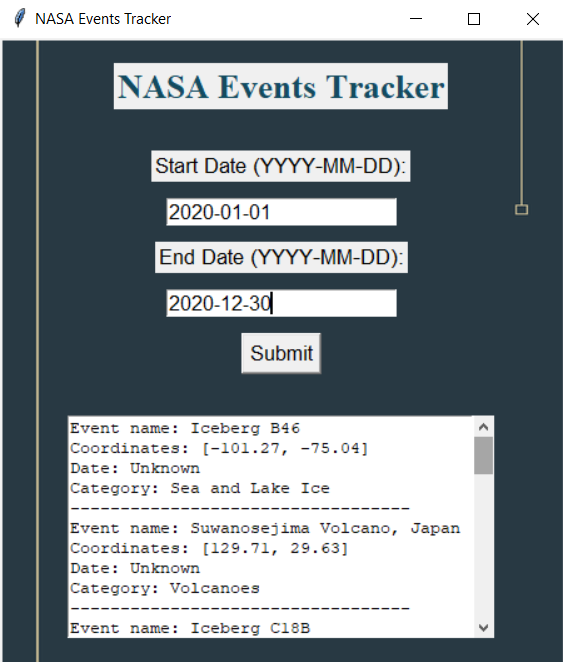 NASA Events Tracker
NASA Events Tracker
Start Date (YYYY-MM-DD):
2020-01-01
End Date (YYYY-MM-DD):
2020-12-30
Submit
Event name: Iceberg B46
Coordinates: [-101.27, -75.04]
Date: Unknown
Category: Sea and Lake Ice
----------------------------------
Event name: Suwanosejima Volcano, Japan
Coordinates: [129.71, 29.63]
Date: Unknown
Category: Volcanoes
----------------------------------
Event name: Iceberg C18B